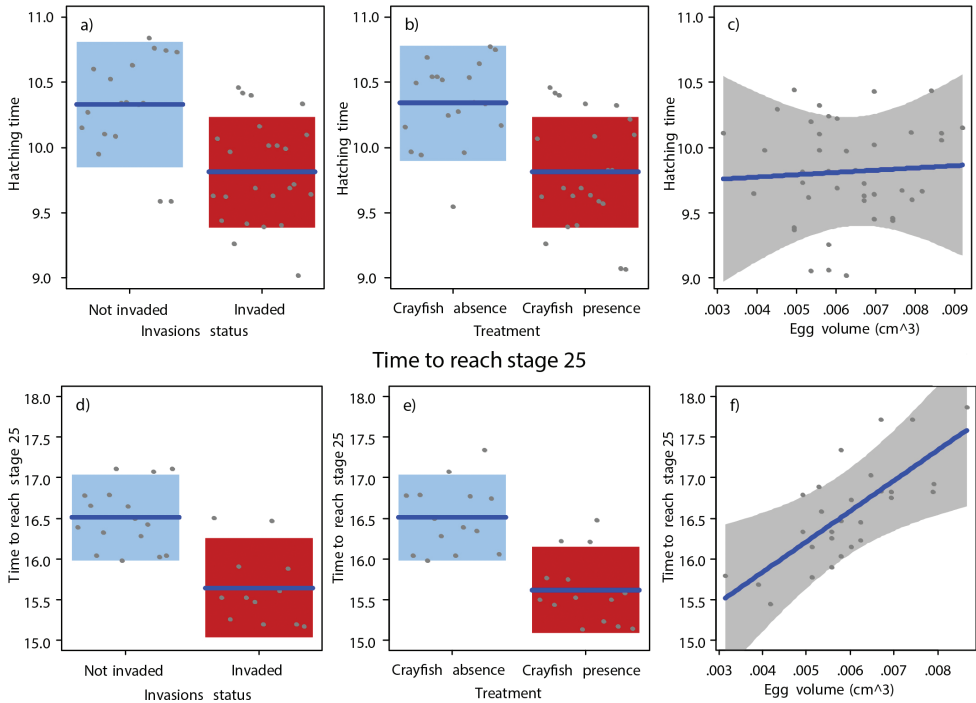 a)
Hatching time
11.0
10.5
10.0
9.5
9.0
Not invaded
Invaded
Invasions status
b)
Hatching time
11.0
10.5
10.0
9.5
9.0
Crayfish absence
Crayfish presence
Treatment
c)
Hatching time
11.0
10.5
10.0
9.5
9.0
.003
.004
.005
.006
.007
.008
.009
Egg volume (cm^3)
Time to reach stage 25
d)
Time to reach stage 25
18.0
17.5
17.0
16.5
16.0
15.5
15.0
Not invaded
Invaded
Invasions status
e)
Time to reach stage 25
18.0
17.5
17.0
16.5
16.0
15.5
15.0
Crayfish absence
Crayfish presence
Treatment
f)
Time to reach stage 25
18.0
17.5
17.0
16.5
16.0
15.5
15.0
.003
.004
.005
.006
.007
.008
Egg volume (cm^3)